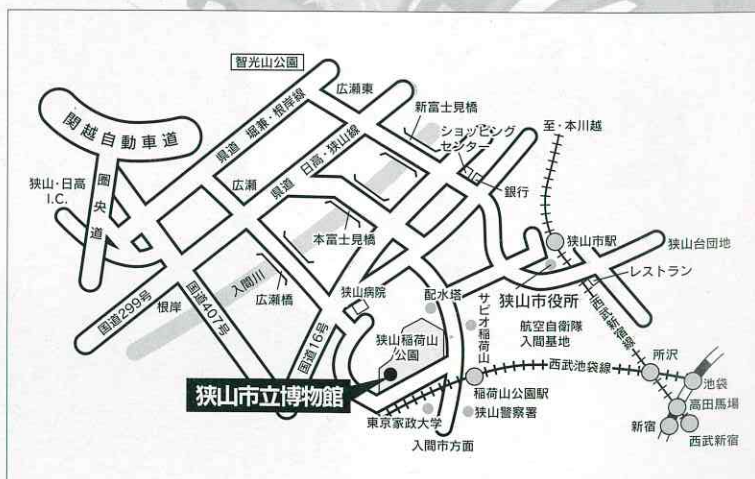 智光山公園
広瀬東
関越自動車道
県道 堀兼・根岸線
新富士見橋
ショッピング
センター
至・本川越
県道 日高・狭山線
狭山・日高
I.C.
圏央道
広瀬
銀行
本富士見橋
狭山市駅
狭山台団地
入間川
レストラン
広瀬橋
狭山病院
配水塔
狭山市役所
国道299号
根岸
国道407号
国道16号
サピオ稲荷山
航空自衛隊
入間基地
西武新宿線
狭山稲荷山
公園
西武池袋線
所沢
狭山市立博物館
稲荷山公園駅
池袋
東京家政大学
狭山警察署
高田馬場
新宿
入間市方面
西武新宿